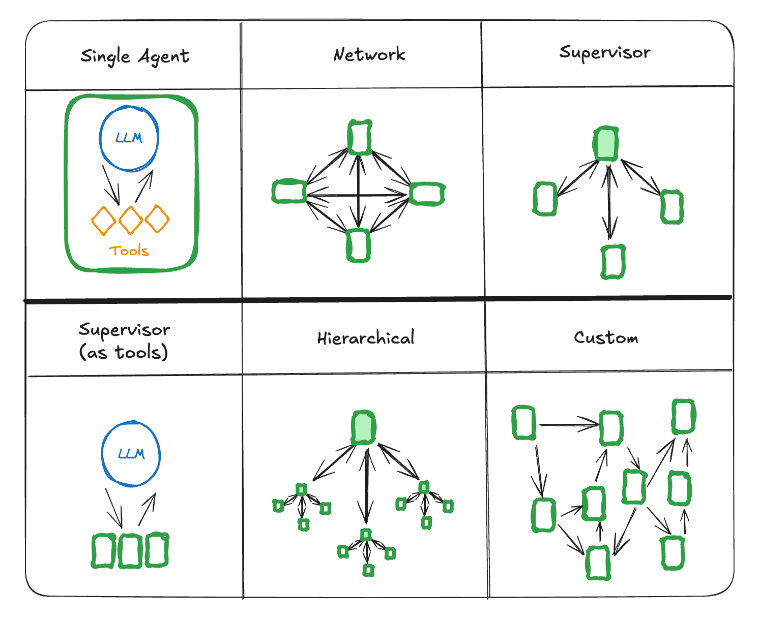 Single Agent
Network
Supervisor
LLM
Tools
Supervisor
(as tools)
Hierarchical
Custom
LLM